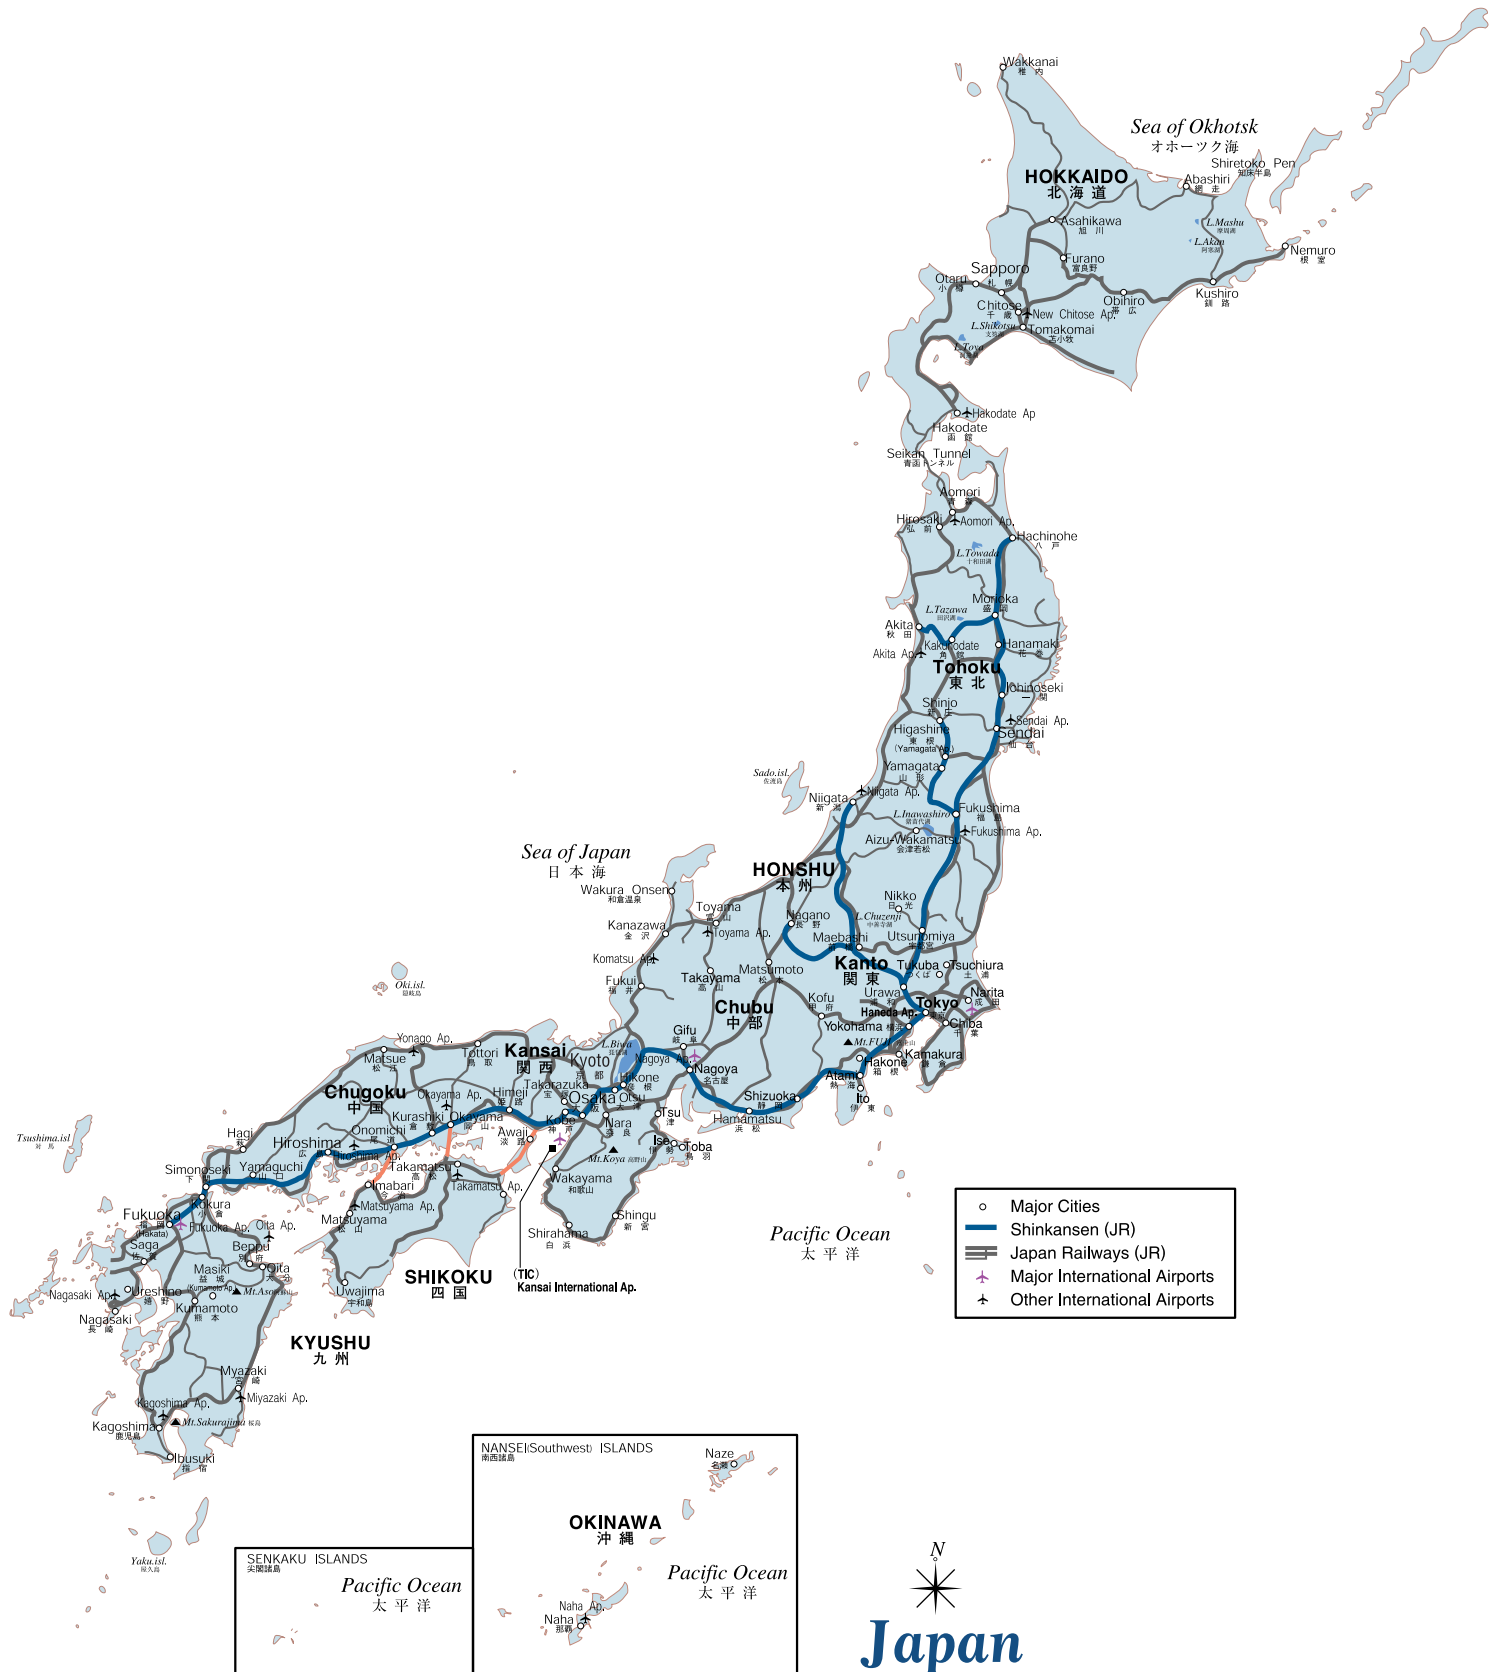 Wakkanai
稚 内
Sea of Okhotsk
オホーツク海
Shiretoko Pen
知床半島
HOKKAIDO
北 海 道
Abashiri
網 走
Asahikawa
旭 川
L.Mashu
摩周湖
L.Akan
阿寒湖
Nemuro
根 室
Furano
富良野
Sapporo
札 幌
Otaru
小 樽
Kushiro
釧 路
Obihiro
帯 広
Chitose
千 歳
New Chitose Ap.
L.Shikotsu
支笏湖
Tomakomai
苫小牧
L.Toya
洞爺湖
Hakodate Ap
Hakodate
函 館
Seikan Tunnel
青函トンネル
Aomori
青 森
Hirosaki
弘 前
Aomori Ap.
Hachinohe
八 戸
L.Towada
十和田湖
Morioka
盛 岡
L.Tazawa
田沢湖
Akita
秋 田
Kakunodate
角 館
Hanamaki
花 巻
Akita Ap.
Tohoku
東 北
Ichinoseki
一 関
Shinjo
新 庄
Sendai Ap.
Sendai
仙 台
Higashine
東 根
(Yamagata Ap.)
Yamagata
山 形
Sado.isl.
佐渡島
Niigata
新 潟
Niigata Ap.
L.Inawashiro
猪苗代湖
Fukushima
福 島
Fukushima Ap.
Aizu-Wakamatsu
会津若松
Sea of Japan
日 本 海
HONSHU
本 州
Wakura Onsen
和倉温泉
Nikko
日 光
Toyama
富 山
Toyama Ap.
Nagano
長 野
L.Chuzenji
中善寺湖
Kanazawa
金 沢
Maebashi
前 橋
Utsunomiya
宇都宮
Komatsu Ap.
Kanto
関 東
Tukuba
つくば
Tsuchiura
土 浦
Matsumoto
松 本
Takayama
高 山
Fukui
福 井
Oki.isl.
隠岐島
Urawa
浦 和
Tokyo
東京
Narita
成 田
Haneda Ap.
Kofu
甲 府
Chubu
中 部
Yokohama 横浜
Chiba
千 葉
Gifu
岐 阜
Mt.FUJI 富士山
Kamakura
鎌 倉
Hakone
箱 根
Yonago Ap.
Matsue
松 江
Tottori
鳥 取
Kansai
関 西
Kyoto
京 都
L.Biwa
琵琶湖
Nagoya Ap.
Nagoya
名古屋
Hikone
彦 根
Atami
熱 海
Ito
伊 東
Shizuoka
静 岡
Hamamatsu
浜 松
Chugoku
中 国
Okayama Ap.
Himeji
姫 路
Takarazuka
宝 塚
Osaka
大 阪
Otsu
大 津
Kurashiki
倉 敷
Okayama
岡 山
Kobe
神 戸
Nara
奈 良
Tsu
津
Onomichi
尾 道
Awaji
淡 路
Ise
伊 勢
Toba
鳥 羽
Tsushima.isl
対 馬
Hagi
萩
Hiroshima
広 島
Hiroshima Ap.
Mt.Koya 高野山
Simonoseki
下 関
Yamaguchi
山 口
Takamatsu
高 松
Takamatsu Ap.
Imabari
今 治
Wakayama
和歌山
Kokura
小 倉
Matsuyama Ap.
Matsuyama
松 山
Shingu
新 宮
Shirahama
白 浜
Fukuoka
福 岡
(Hakata)
Fukuoka Ap.
Oita Ap.
Saga
佐 賀
Beppu
別 府
Oita
大 分
Masiki
益 城
(Kumamoto Ap.)
Mt.Aso 阿蘇山
Nagasaki Ap.
Ureshino
嬉 野
Kumamoto
熊 本
Nagasaki
長 崎
SHIKOKU
四 国
Uwajima
宇和島
(TIC)
Kansai International Ap.
Pacific Ocean
太 平 洋
KYUSHU
九 州
Myazaki
宮 崎
Miyazaki Ap.
Kagoshima Ap.
Kagoshima
鹿児島
Mt.Sakurajima 桜島
Ibusuki
指 宿
Yaku.isl.
屋久島
Major Cities
Shinkansen (JR)
Japan Railways (JR)
Major International Airports
Other International Airports
NANSEI(Southwest) ISLANDS
南西諸島
Naze
名瀬
OKINAWA
沖 縄
Pacific Ocean
太 平 洋
Naha Ap.
Naha
那覇
SENKAKU ISLANDS
尖閣諸島
Pacific Ocean
太 平 洋
N
Japan